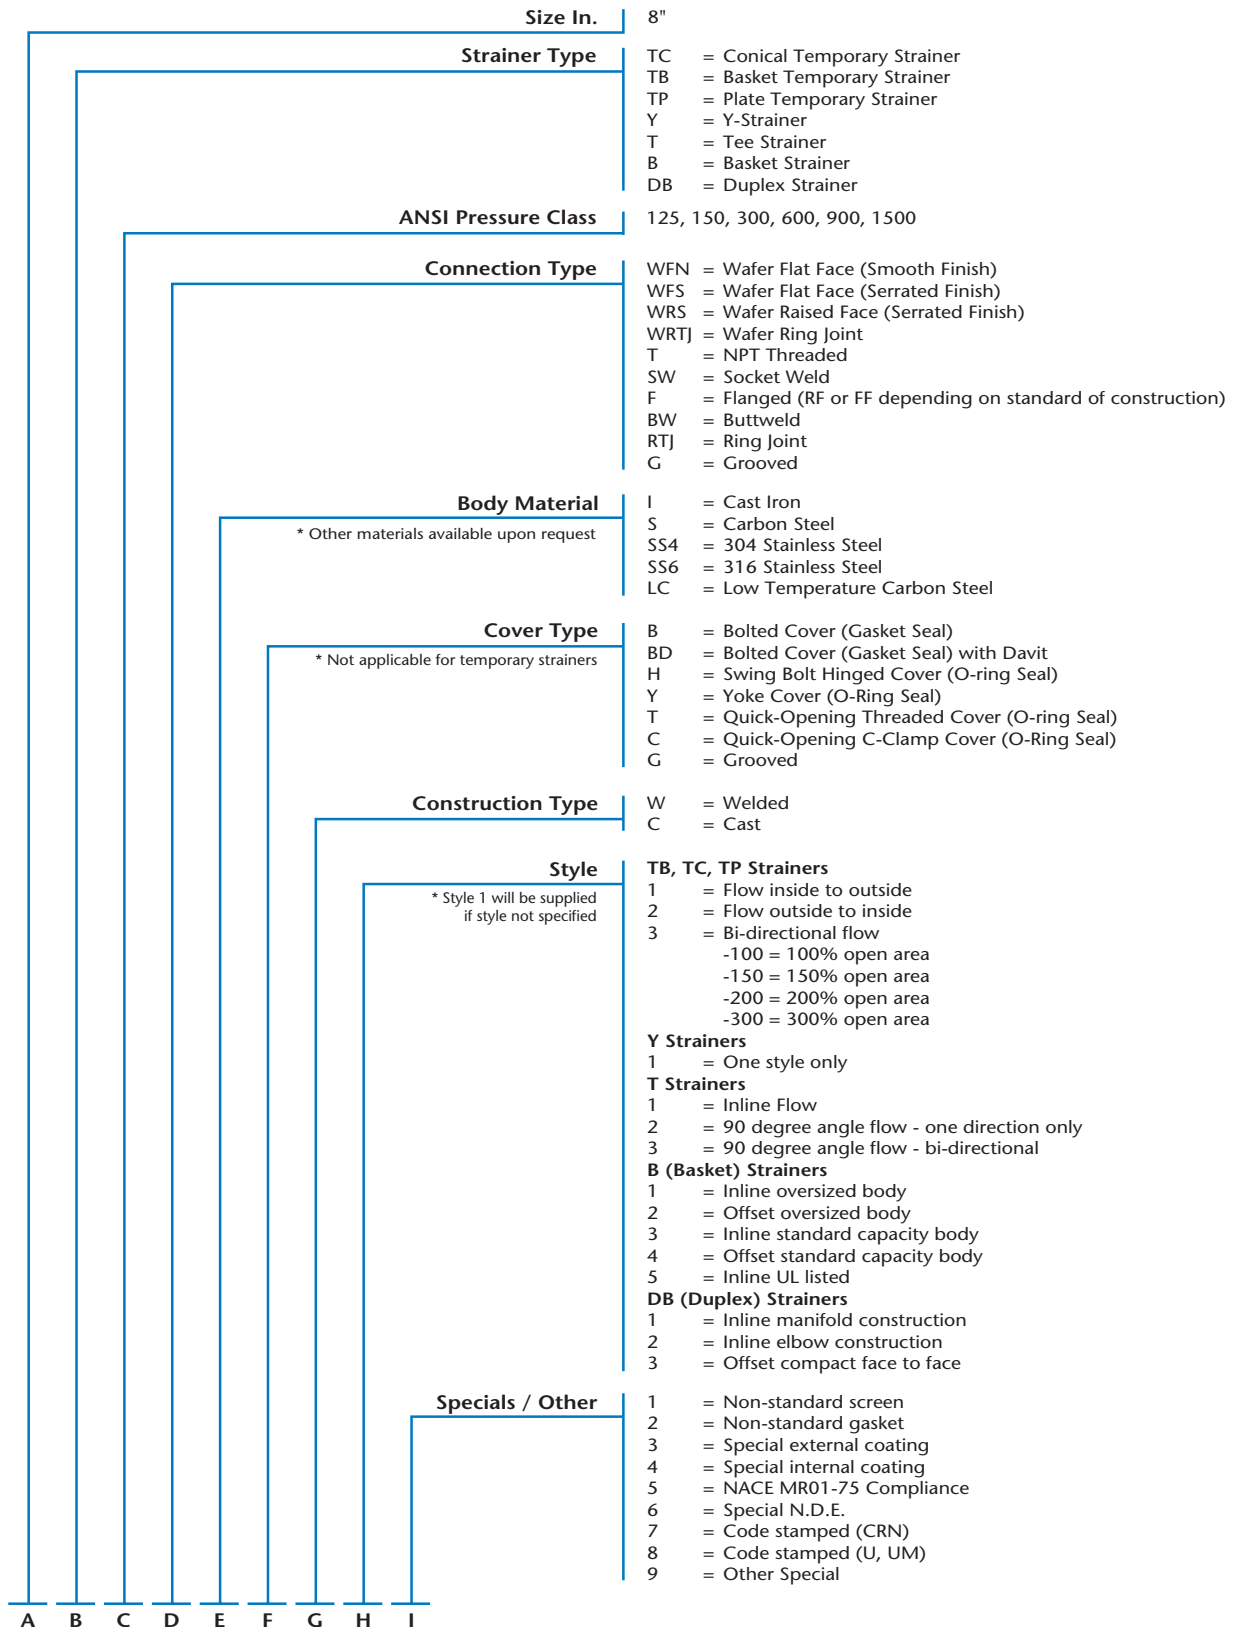 Size In. 8"
Strainer Type TC = Conical Temporary Strainer
TB = Basket Temporary Strainer
TP = Plate Temporary Strainer
Y = Y-Strainer
T = Tee Strainer
B = Basket Strainer
DB = Duplex Strainer
ANSI Pressure Class 125, 150, 300, 600, 900, 1500
Connection Type WFN = Wafer Flat Face (Smooth Finish)
WFS = Wafer Flat Face (Serrated Finish)
WRS = Wafer Raised Face (Serrated Finish)
WRTJ = Wafer Ring Joint
T = NPT Threaded
SW = Socket Weld
F = Flanged (RF or FF depending on standard of construction)
BW = Buttweld
RTJ = Ring Joint
G = Grooved
Body Material I = Cast Iron
* Other materials available upon request S = Carbon Steel
SS4 = 304 Stainless Steel
SS6 = 316 Stainless Steel
LC = Low Temperature Carbon Steel
Cover Type B = Bolted Cover (Gasket Seal)
* Not applicable for temporary strainers BD = Bolted Cover (Gasket Seal) with Davit
H = Swing Bolt Hinged Cover (O-ring Seal)
Y = Yoke Cover (O-Ring Seal)
T = Quick-Opening Threaded Cover (O-ring Seal)
C = Quick-Opening C-Clamp Cover (O-Ring Seal)
G = Grooved
Construction Type W = Welded
C = Cast
Style TB, TC, TP Strainers
* Style 1 will be supplied
if style not specified
1 = Flow inside to outside
2 = Flow outside to inside
3 = Bi-directional flow
-100 = 100% open area
-150 = 150% open area
-200 = 200% open area
-300 = 300% open area
Y Strainers
1 = One style only
T Strainers
1 = Inline Flow
2 = 90 degree angle flow - one direction only
3 = 90 degree angle flow - bi-directional
B (Basket) Strainers
1 = Inline oversized body
2 = Offset oversized body
3 = Inline standard capacity body
4 = Offset standard capacity body
5 = Inline UL listed
DB (Duplex) Strainers
1 = Inline manifold construction
2 = Inline elbow construction
3 = Offset compact face to face
Specials / Other 1 = Non-standard screen
2 = Non-standard gasket
3 = Special external coating
4 = Special internal coating
5 = NACE MR01-75 Compliance
6 = Special N.D.E.
7 = Code stamped (CRN)
8 = Code stamped (U, UM)
9 = Other Special
A B C D E F G H I